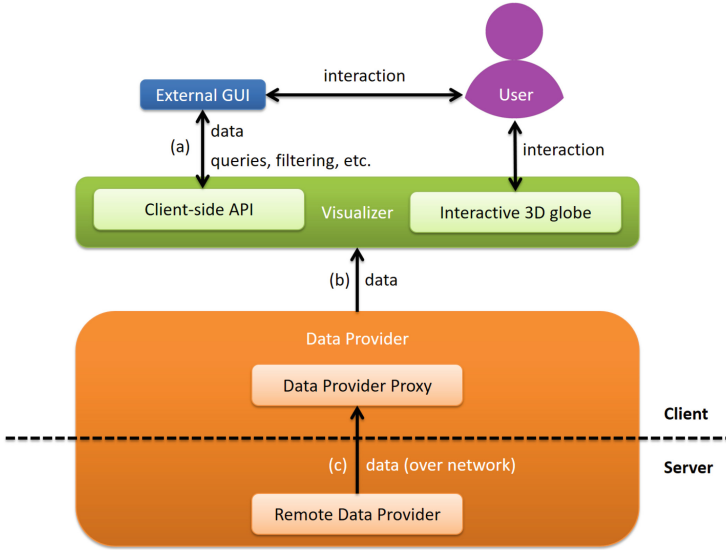 interaction
External GUI
User
(a)
data
queries, filtering, etc.
interaction
Client-side API
Visualizer
Interactive 3D globe
(b) data
Data Provider
Data Provider Proxy
Client
(c) data (over network)
Server
Remote Data Provider